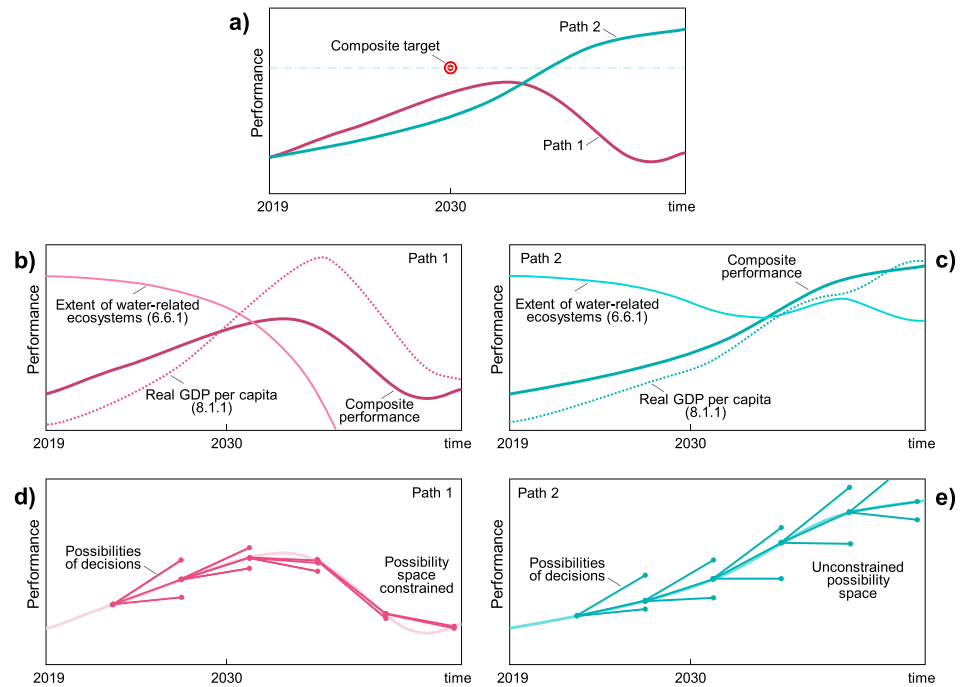 a)
Performance
Composite target
Path 2
Path 1
2019
2030
time
b)
Performance
Path 1
Extent of water-related
ecosystems (6.6.1)
Real GDP per capita
(8.1.1)
Composite
performance
2019
2030
time
c)
Performance
Path 2
Composite
performance
Extent of water-related
ecosystems (6.6.1)
Real GDP per capita
(8.1.1)
2019
2030
time
d)
Performance
Path 1
Possibilities
of decisions
Possibility
space
constrained
2019
2030
time
e)
Performance
Path 2
Possibilities
of decisions
Unconstrained
possibility
space
2019
2030
time